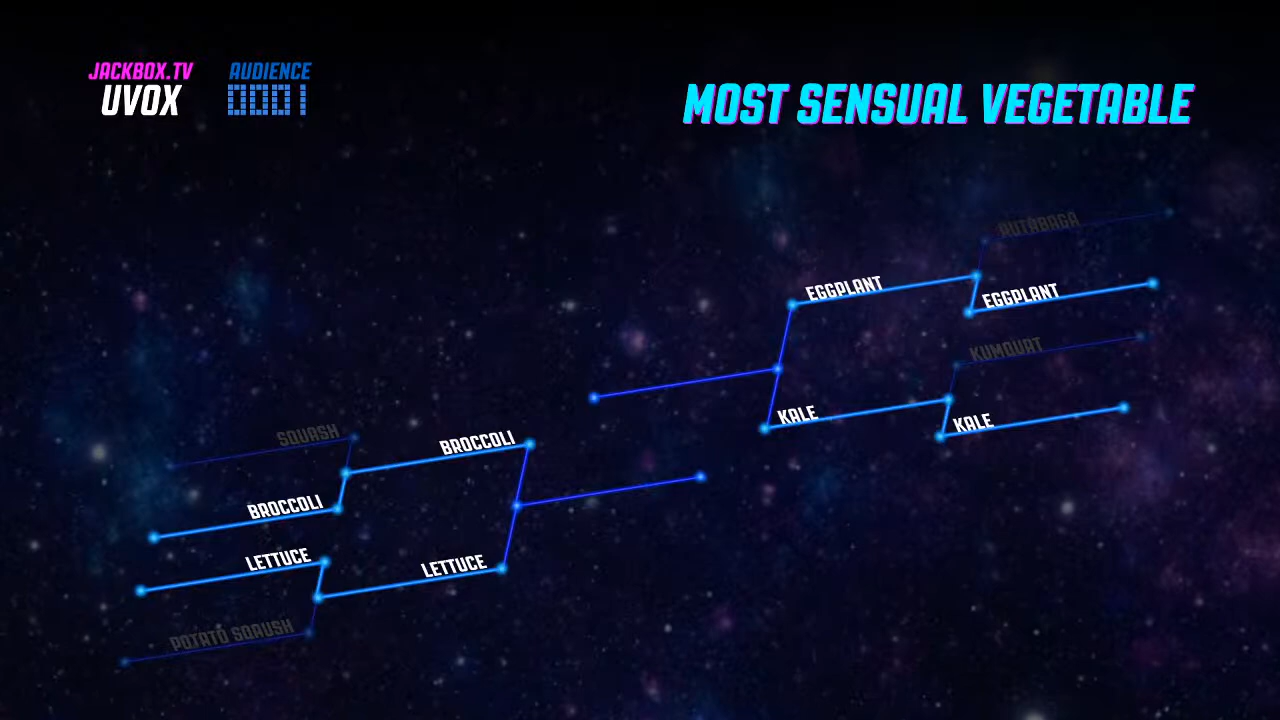 JACKBOX.TV
UVOX
AUDIENCE
0001
MOST SENSUAL VEGETABLE
RUTABAGA
EGGPLANT
EGGPLANT
KUMQUAT
KALE
KALE
SQUASH
BROCCOLI
BROCCOLI
LETTUCE
LETTUCE
POTATO SQAUSH